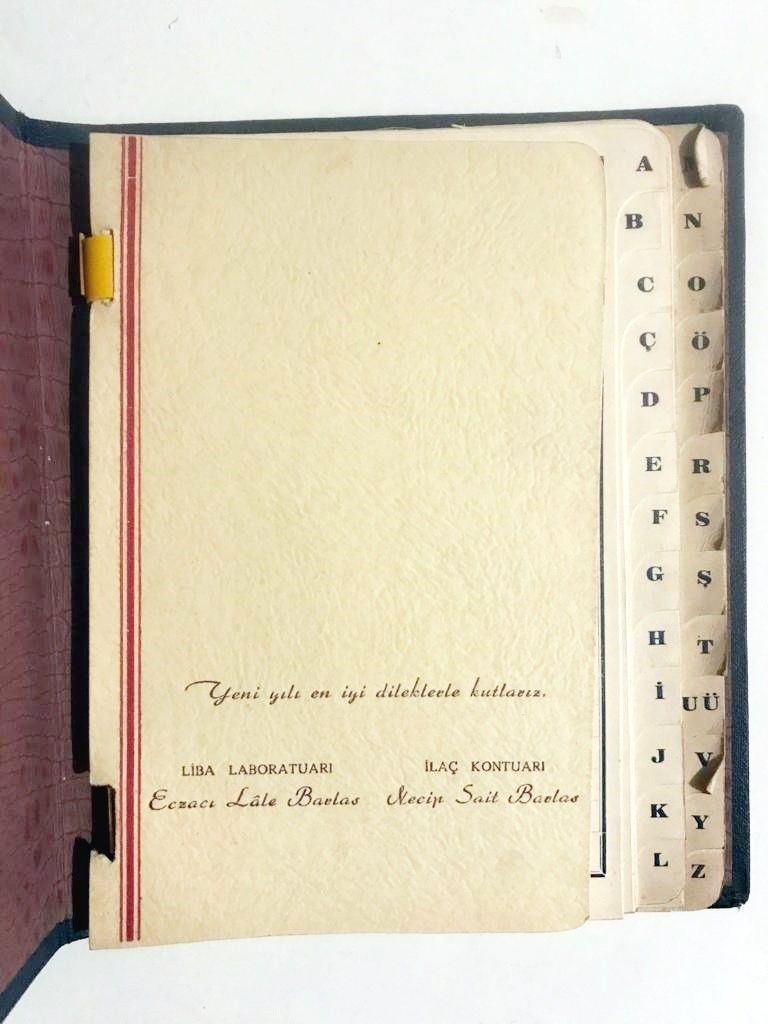 Yeni yılı en iyi dileklerle kutlarız.
LİBA LABORATUARI
Eczacı Lâle Barlas
İLAÇ KONTUARI
Necip Sait Barlas
A
B
C
Ç
D
E
F
G
H
İ
J
K
L
N
O
Ö
P
R
S
Ş
T
UÜ
V
Y
Z